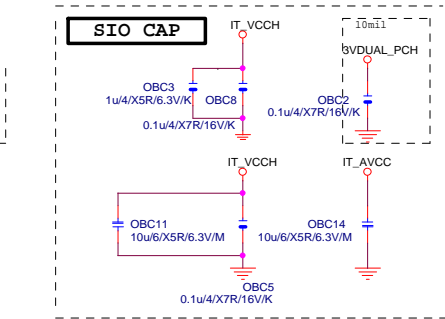 SIO CAP
IT_VCCH
10mil
3VDUAL_PCH
OBC3
1u/4/X5R/6.3V/K
OBC8
0.1u/4/X7R/16V/K
OBC2
0.1u/4/X7R/16V/K
IT_VCCH
IT_AVCC
OBC11
10u/6/X5R/6.3V/M
OBC14
10u/6/X5R/6.3V/M
OBC5
0.1u/4/X7R/16V/K